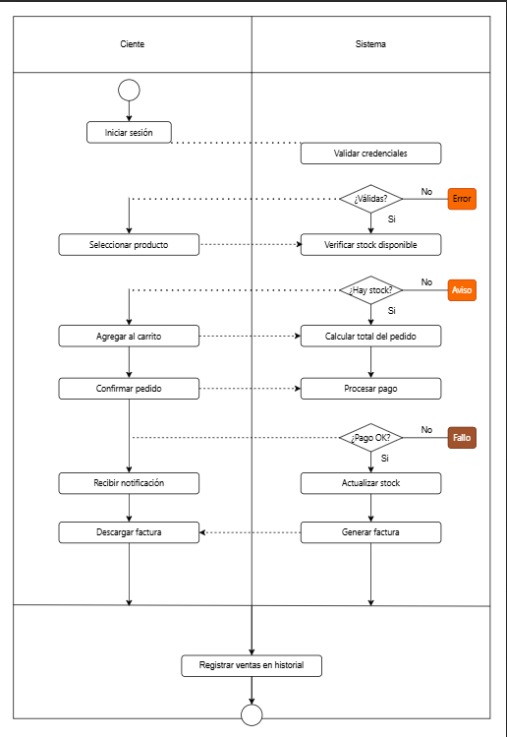 Ciente
Sistema
Iniciar sesión
Validar credenciales
¿Válidas?
No
Error
Si
Seleccionar producto
Verificar stock disponible
¿Hay stock?
No
Aviso
Si
Agregar al carrito
Calcular total del pedido
Confirmar pedido
Procesar pago
¿Pago OK?
No
Fallo
Si
Recibir notificación
Actualizar stock
Descargar factura
Generar factura
Registrar ventas en historial